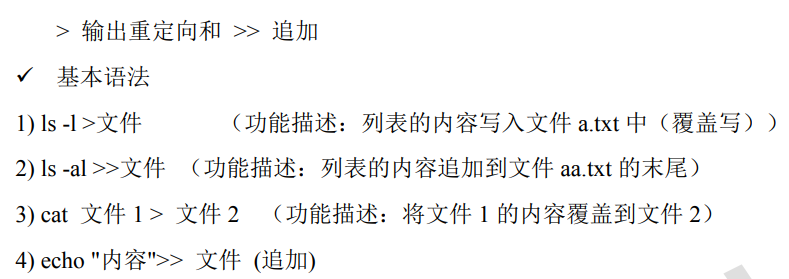 > 输出重定向和 >> 追加
✓ 基本语法
1) ls -l >文件 （功能描述：列表的内容写入文件 a.txt 中（覆盖写））
2) ls -al >>文件 （功能描述：列表的内容追加到文件 aa.txt 的末尾）
3) cat 文件 1 > 文件 2 （功能描述：将文件 1 的内容覆盖到文件 2）
4) echo "内容">> 文件 (追加)